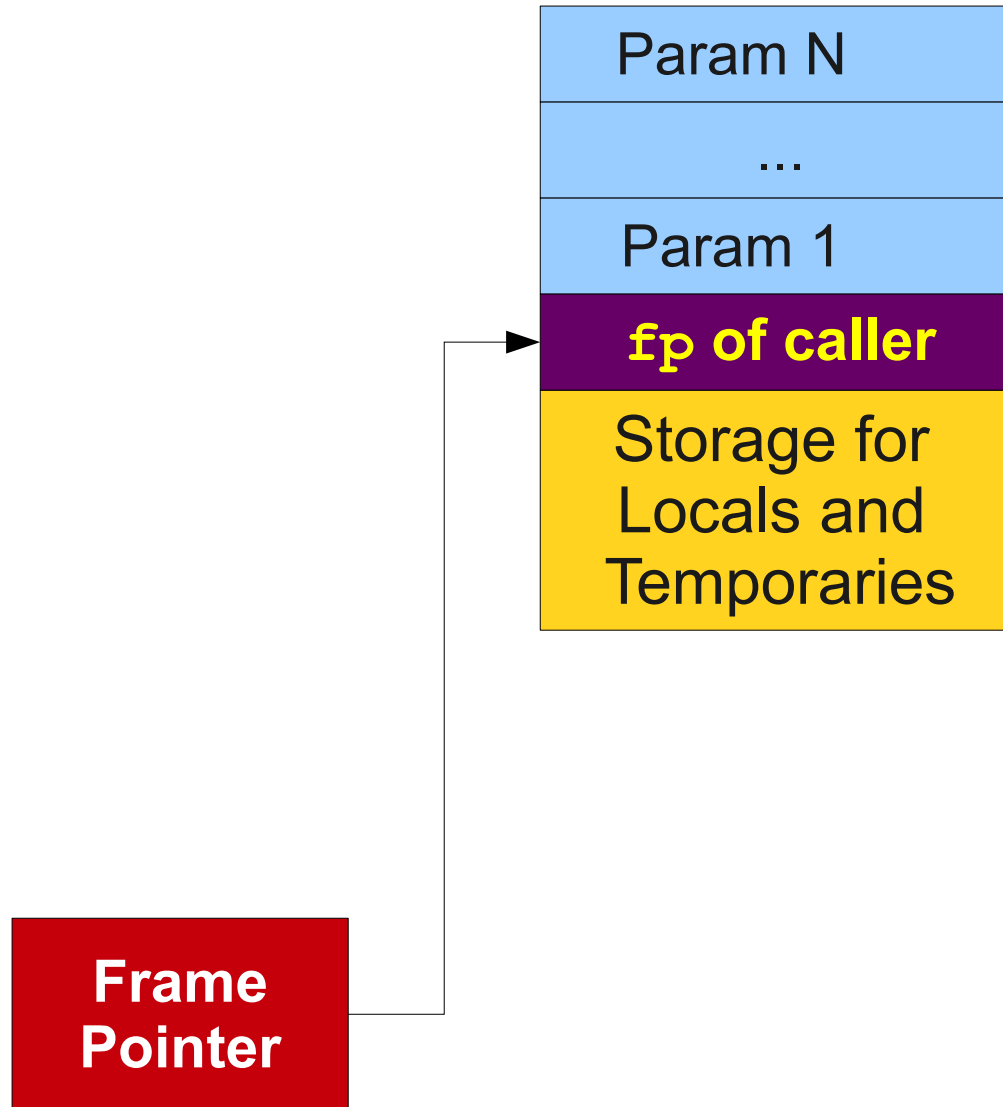 Param N
...
Param 1
fp of caller
Storage for
Locals and
Temporaries
Frame
Pointer